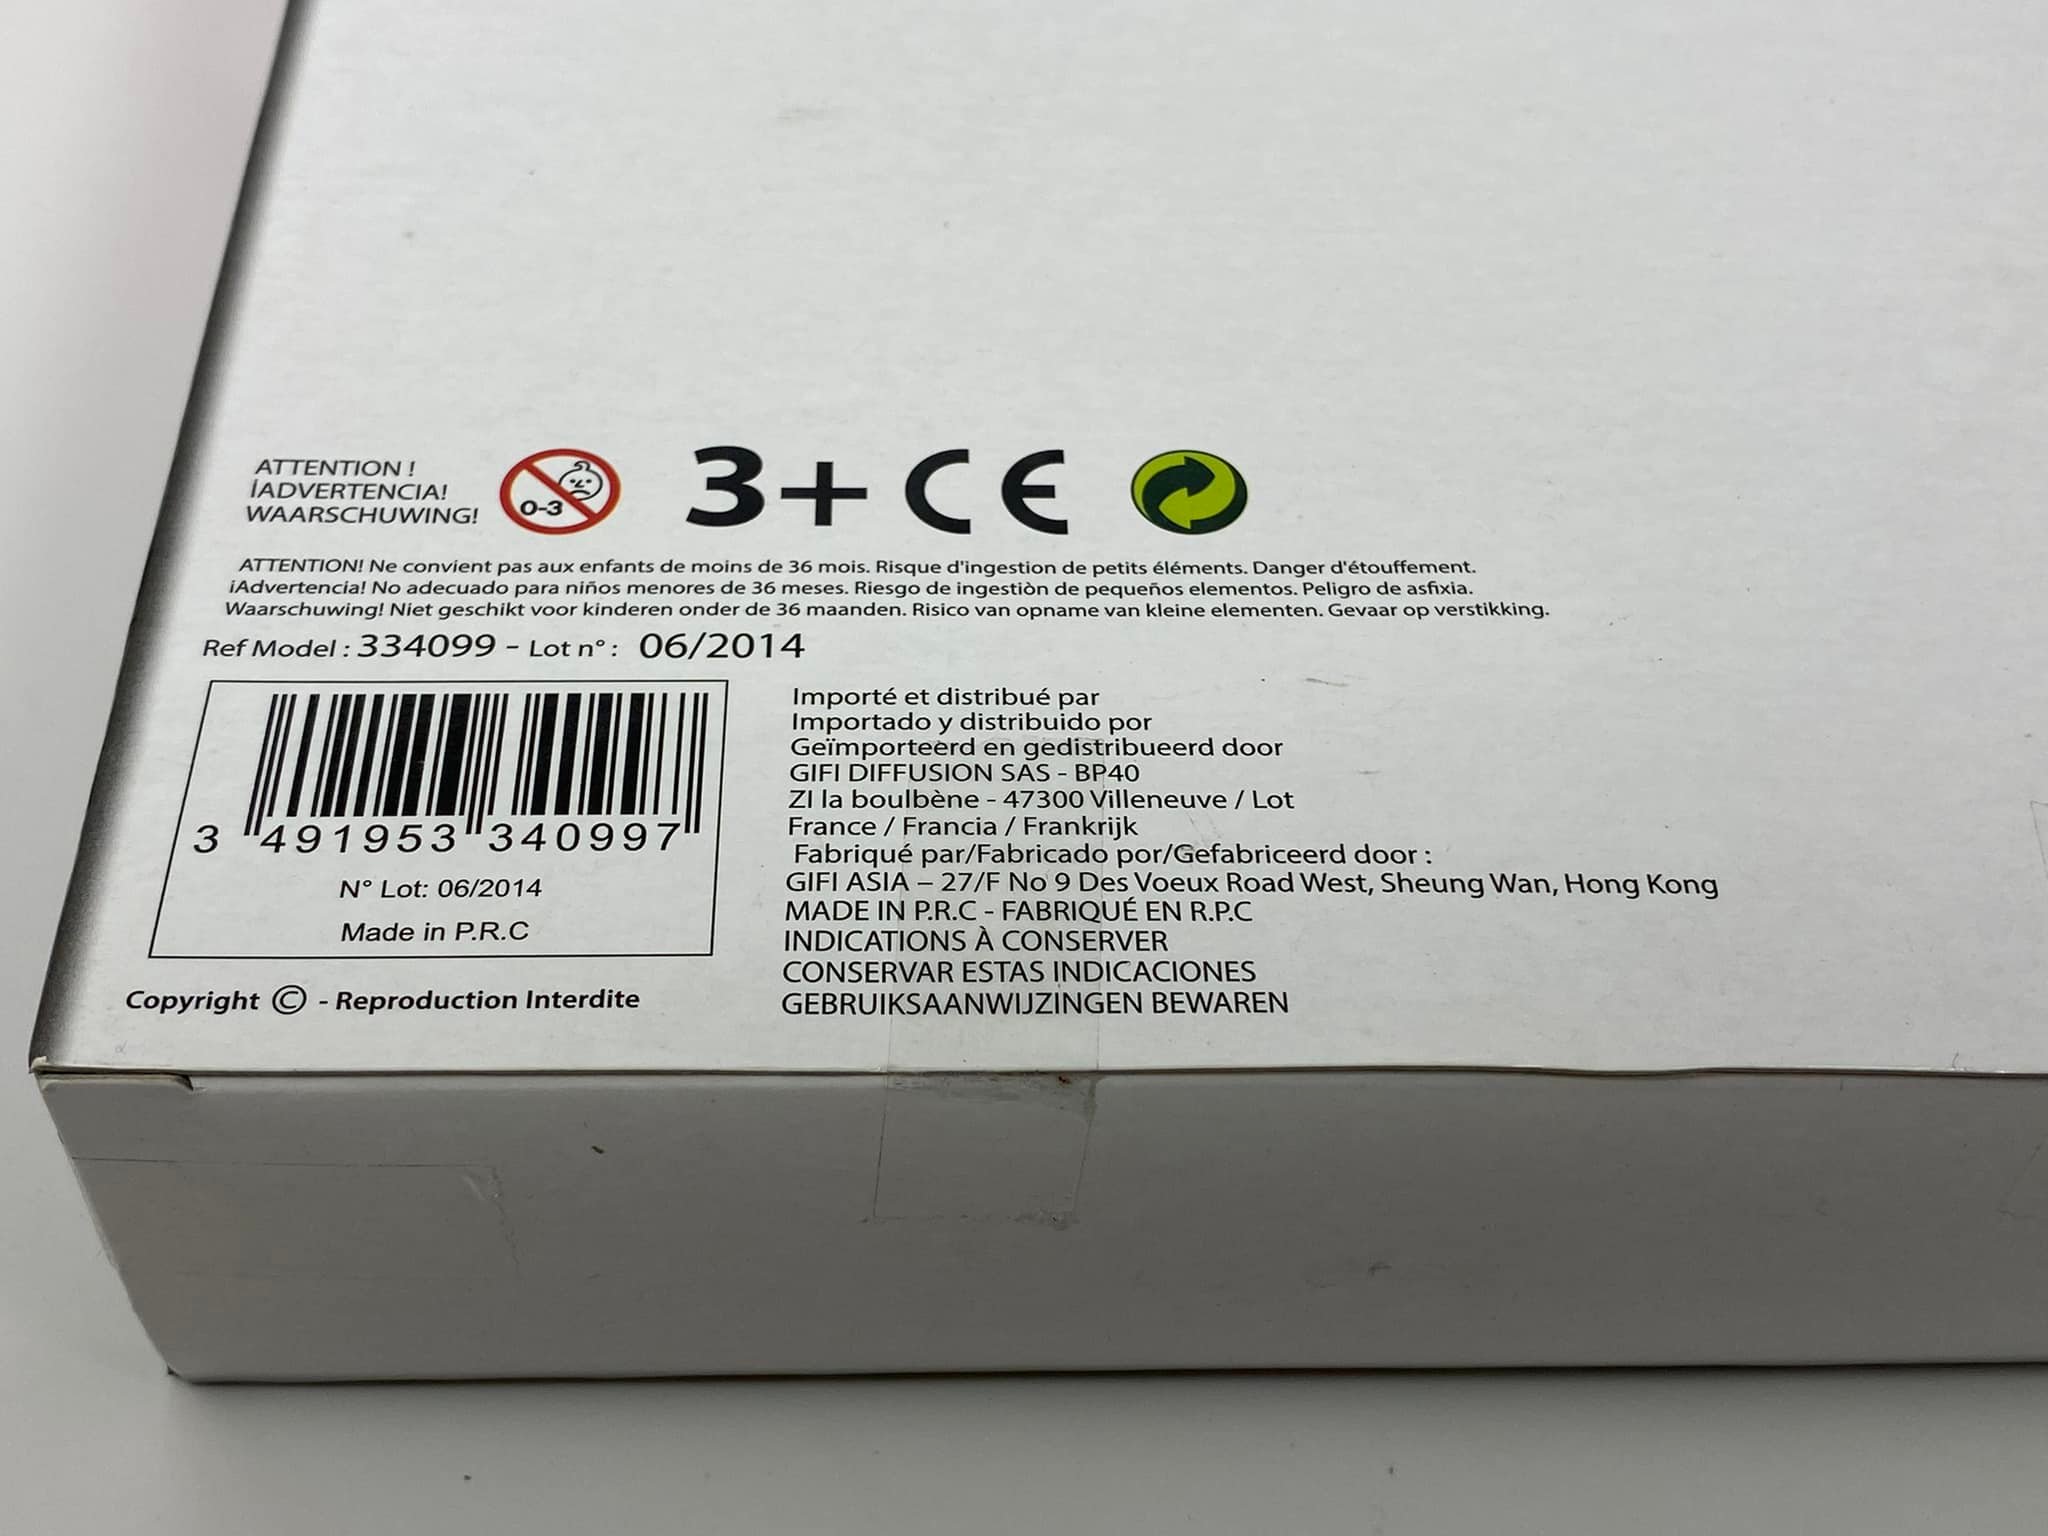 ATTENTION !
¡ADVERTENCIA!
WAARSCHUWING!
0-3
3+ CE
ATTENTION! Ne convient pas aux enfants de moins de 36 mois. Risque d'ingestion de petits éléments. Danger d'étouffement.
¡Advertencia! No adecuado para niños menores de 36 meses. Riesgo de ingestiòn de pequeños elementos. Peligro de asfixia.
Waarschuwing! Niet geschikt voor kinderen onder de 36 maanden. Risico van opname van kleine elementen. Gevaar op verstikking.
Ref Model : 334099 - Lot n° : 06/2014
3 491953 340997
N° Lot: 06/2014
Made in P.R.C
Copyright © - Reproduction Interdite
Importé et distribué par
Importado y distribuido por
Geïmporteerd en gedistribueerd door
GIFI DIFFUSION SAS - BP40
ZI la boulbène - 47300 Villeneuve / Lot
France / Francia / Frankrijk
Fabriqué par/Fabricado por/Gefabriceerd door :
GIFI ASIA – 27/F No 9 Des Voeux Road West, Sheung Wan, Hong Kong
MADE IN P.R.C - FABRIQUÉ EN R.P.C
INDICATIONS À CONSERVER
CONSERVAR ESTAS INDICACIONES
GEBRUIKSAANWIJZINGEN BEWAREN